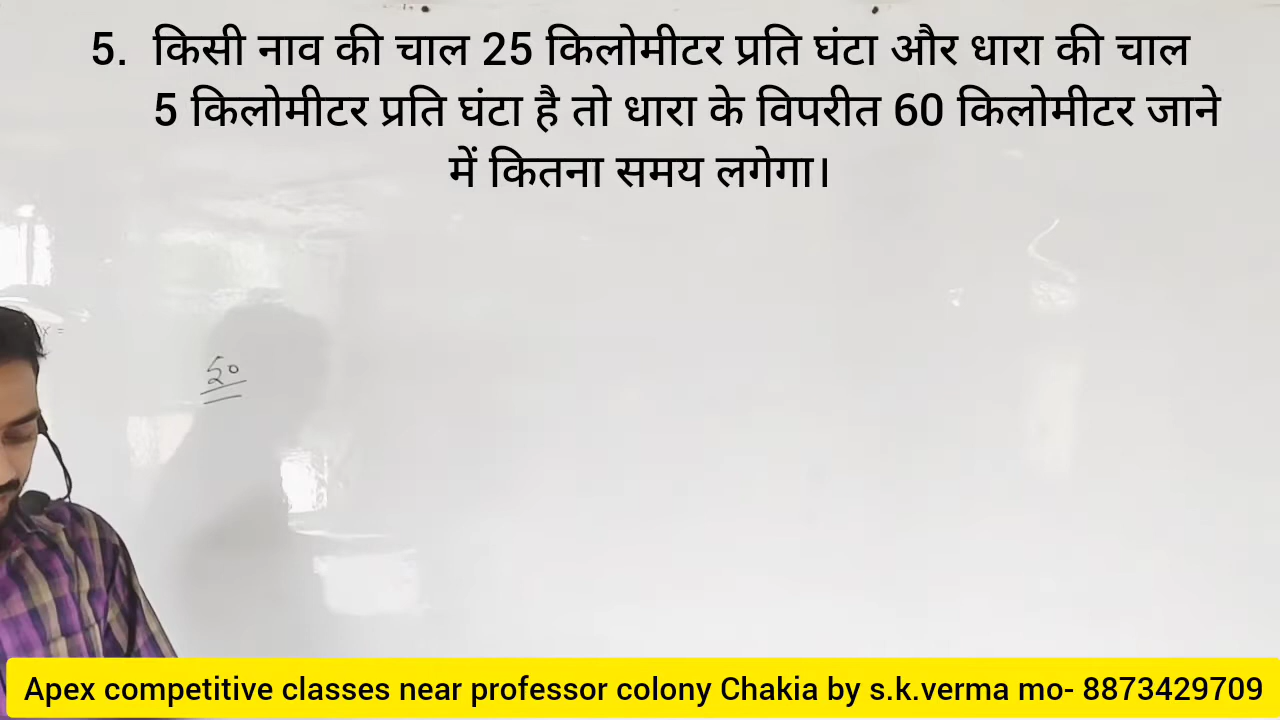 5. किसी नाव की चाल 25 किलोमीटर प्रति घंटा और धारा की चाल
5 किलोमीटर प्रति घंटा है तो धारा के विपरीत 60 किलोमीटर जाने
में कितना समय लगेगा।
x =
50
Apex competitive classes near professor colony Chakia by s.k.verma mo- 8873429709